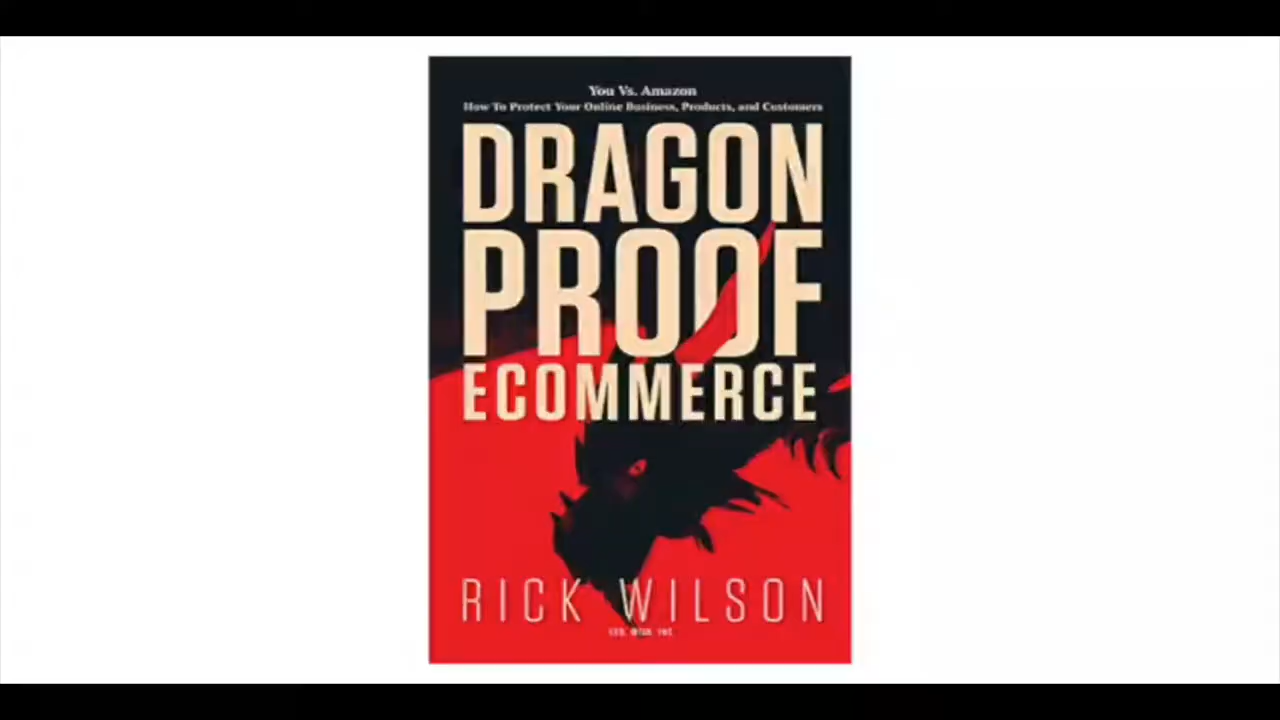 You Vs. Amazon
How To Protect Your Online Business, Products, and Customers
DRAGON
PROOF
ECOMMERCE
RICK WILSON